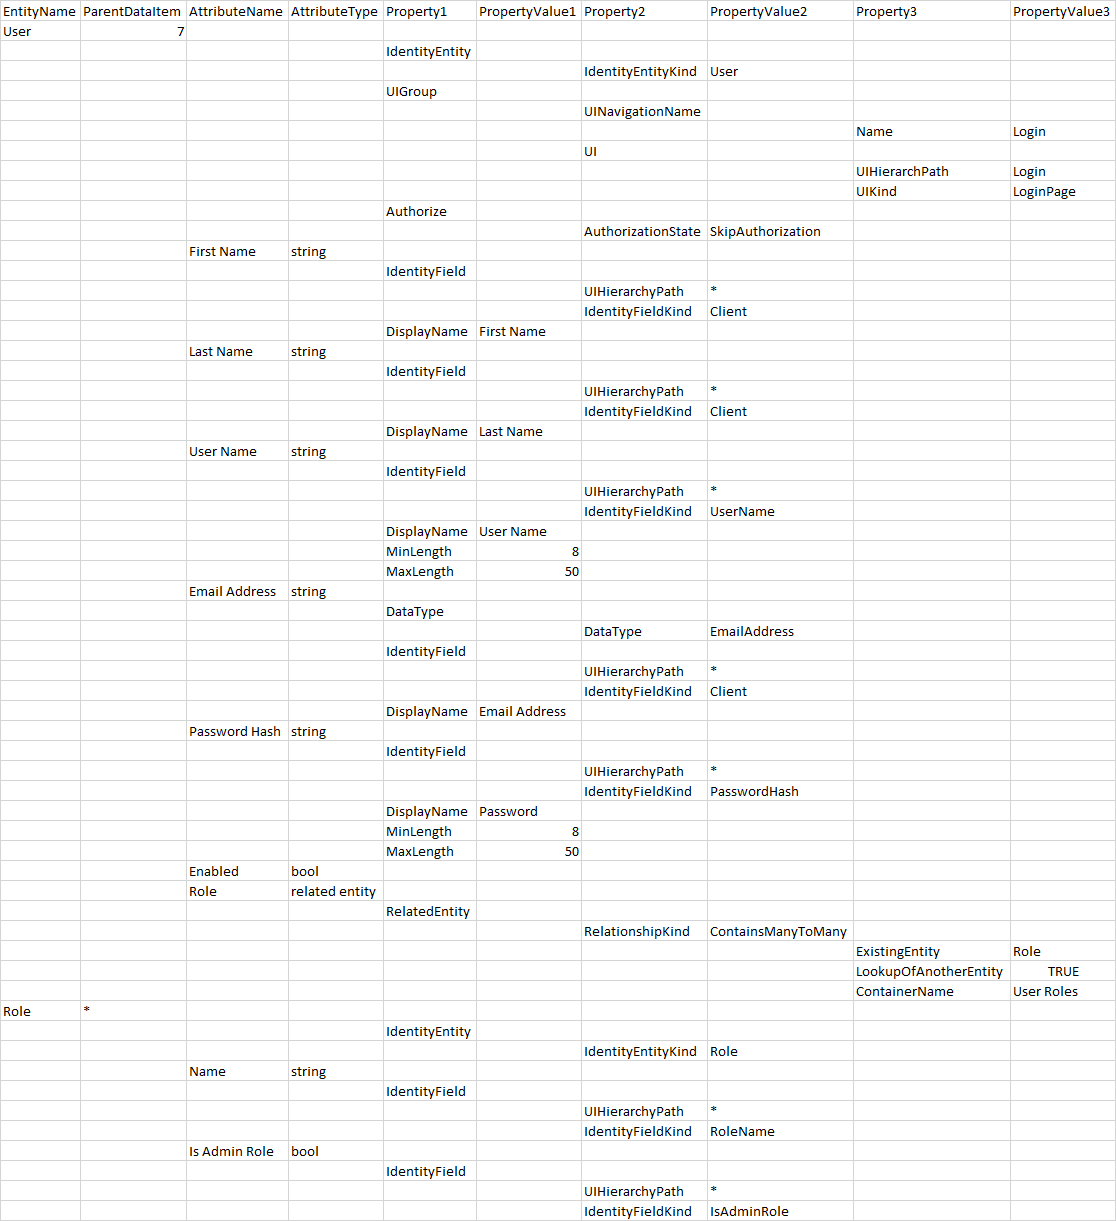 EntityName ParentDataItem AttributeName AttributeType Property1 PropertyValue1 Property2 PropertyValue2 Property3 PropertyValue3
User 7
IdentityEntity
IdentityEntityKind User
UIGroup
UINavigationName
Name Login
UI
UIHierarchPath Login
UIKind LoginPage
Authorize
AuthorizationState SkipAuthorization
First Name string
IdentityField
UIHierarchyPath *
IdentityFieldKind Client
DisplayName First Name
Last Name string
IdentityField
UIHierarchyPath *
IdentityFieldKind Client
DisplayName Last Name
User Name string
IdentityField
UIHierarchyPath *
IdentityFieldKind UserName
DisplayName User Name
MinLength 8
MaxLength 50
Email Address string
DataType
DataType EmailAddress
IdentityField
UIHierarchyPath *
IdentityFieldKind Client
DisplayName Email Address
Password Hash string
IdentityField
UIHierarchyPath *
IdentityFieldKind PasswordHash
DisplayName Password
MinLength 8
MaxLength 50
Enabled bool
Role related entity
RelatedEntity
RelationshipKind ContainsManyToMany
ExistingEntity Role
LookupOfAnotherEntity TRUE
ContainerName User Roles
Role *
IdentityEntity
IdentityEntityKind Role
Name string
IdentityField
UIHierarchyPath *
IdentityFieldKind RoleName
Is Admin Role bool
IdentityField
UIHierarchyPath *
IdentityFieldKind IsAdminRole